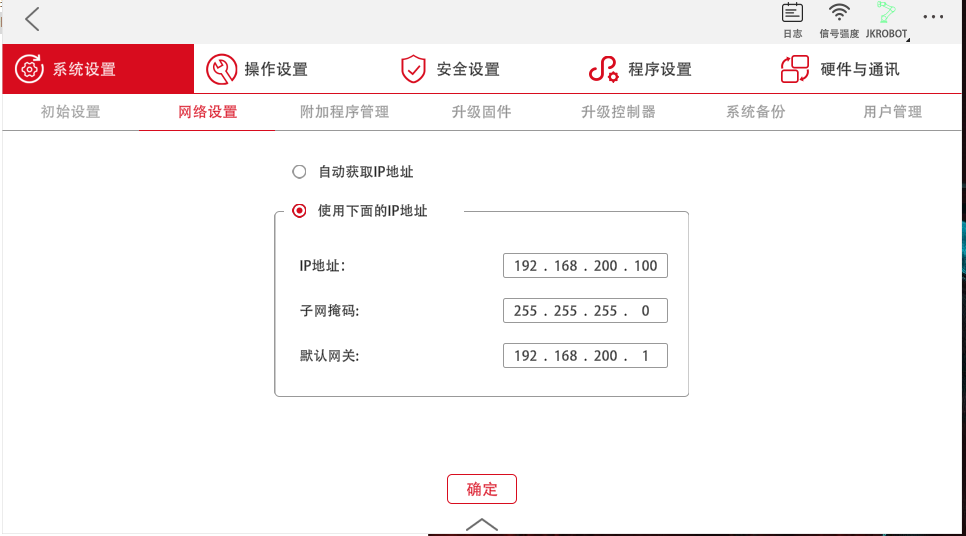 日志 信号强度 JKROBOT
系统设置 操作设置 安全设置 程序设置 硬件与通讯
初始设置 网络设置 附加程序管理 升级固件 升级控制器 系统备份 用户管理
自动获取IP地址
使用下面的IP地址
IP地址: 192 . 168 . 200 . 100
子网掩码: 255 . 255 . 255 . 0
默认网关: 192 . 168 . 200 . 1
确定